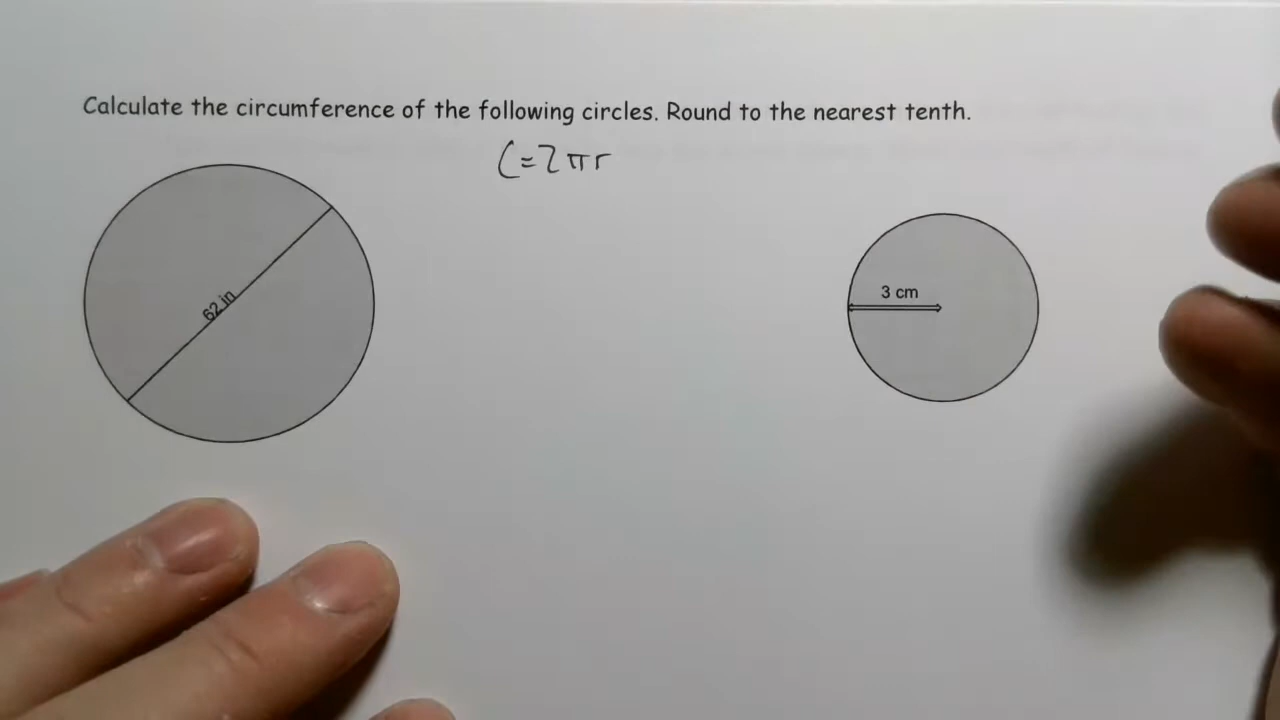 Calculate the circumference of the following circles. Round to the nearest tenth.
C=2πr
62 in
3 cm